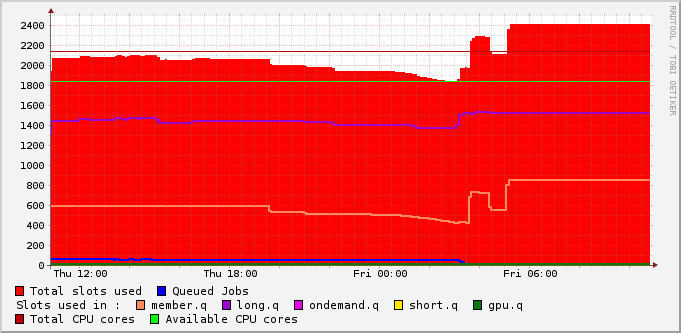 2400
2200
2000
1800
1600
1400
1200
1000
800
600
400
200
0
Thu 12:00 Thu 18:00 Fri 00:00 Fri 06:00
RRDTOOL / TOBI OETIKER
Total slots used Queued Jobs
Slots used in : member.q long.q ondemand.q short.q gpu.q
Total CPU cores Available CPU cores